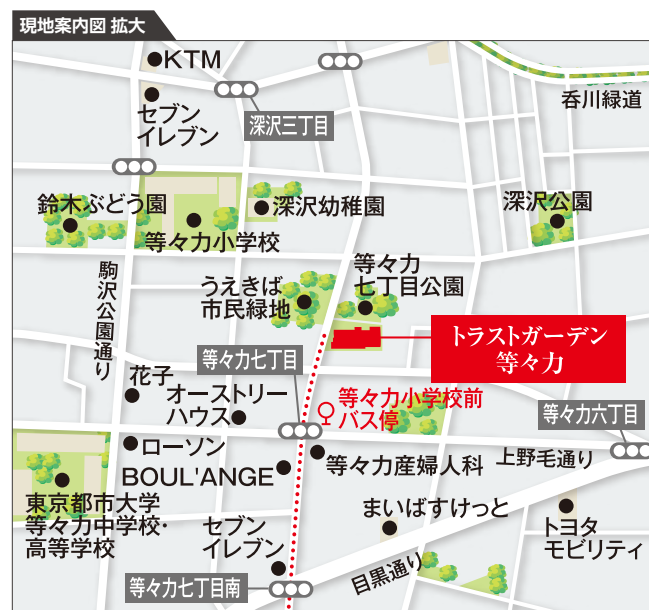 現地案内図 拡大
KTM
セブン
イレブン
深沢三丁目
呑川緑道
鈴木ぶどう園
等々力小学校
深沢幼稚園
深沢公園
駒沢公園通り
うえきば
市民緑地
等々力
七丁目公園
トラストガーデン
等々力
等々力七丁目
花子
オーストリー
ハウス
等々力小学校前
バス停
等々力六丁目
ローソン
BOUL'ANGE
等々力産婦人科
上野毛通り
東京都市大学
等々力中学校・
高等学校
セブン
イレブン
まいばすけっと
トヨタ
モビリティ
目黒通り
等々力七丁目南